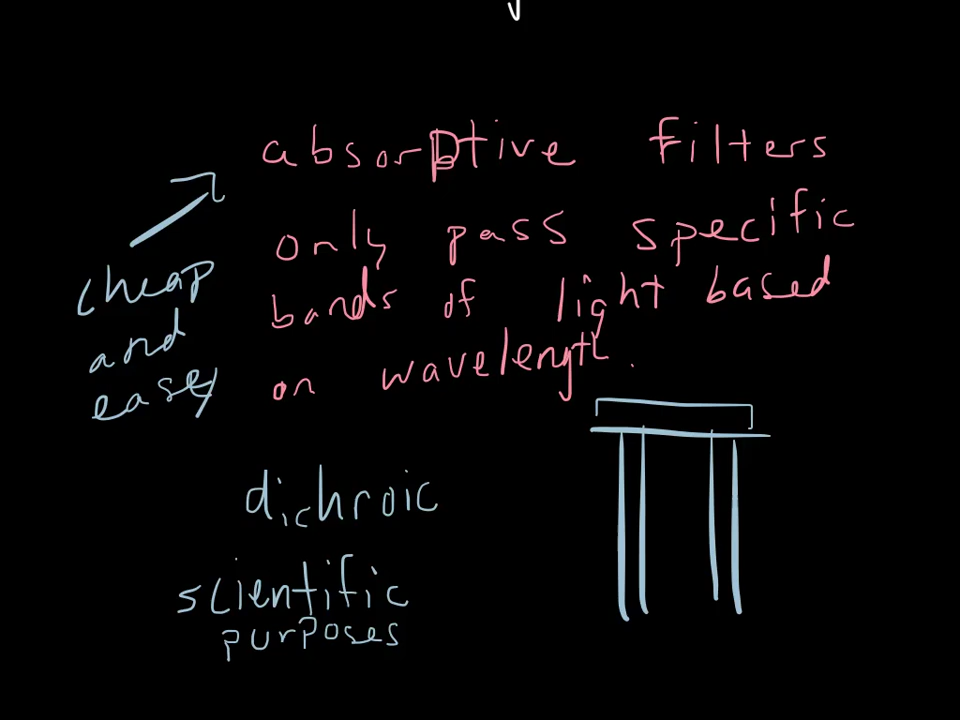 absorptive filters
only pass specific
bands of light based
on wavelength.
cheap
and
easy
dichroic
scientific
purposes